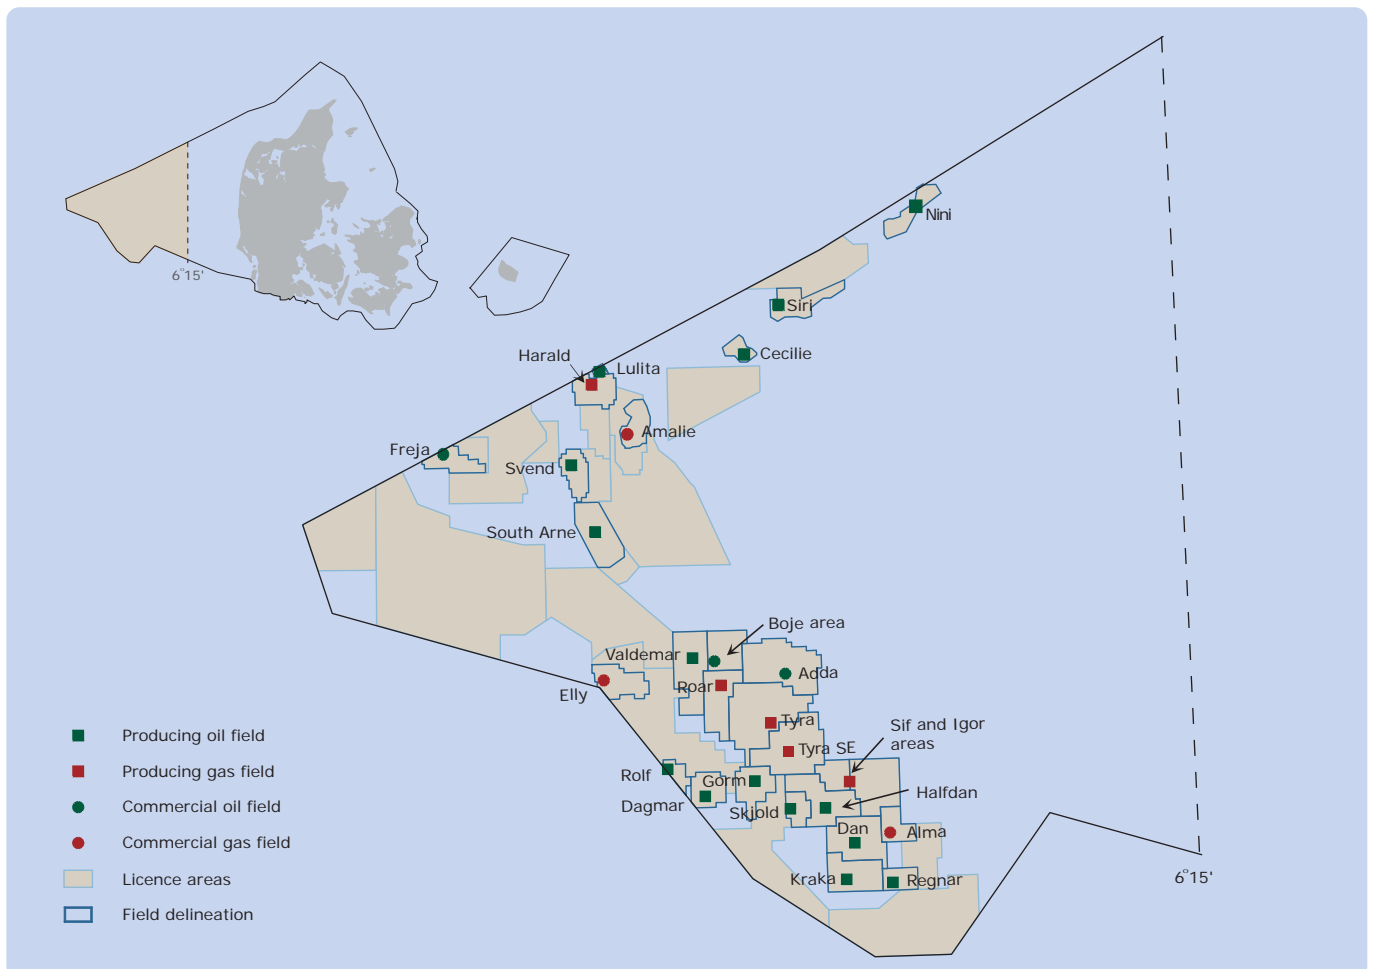 6°15'
Nini
Siri
Cecilie
Harald
Lulita
Amalie
Freja
Svend
South Arne
Boje area
Valdemar
Adda
Roar
Elly
Tyra
Sif and Igor
areas
Tyra SE
Rolf
Gorm
Dagmar
Skjold
Halfdan
Dan
Alma
Kraka
Regnar
6°15'
Producing oil field
Producing gas field
Commercial oil field
Commercial gas field
Licence areas
Field delineation